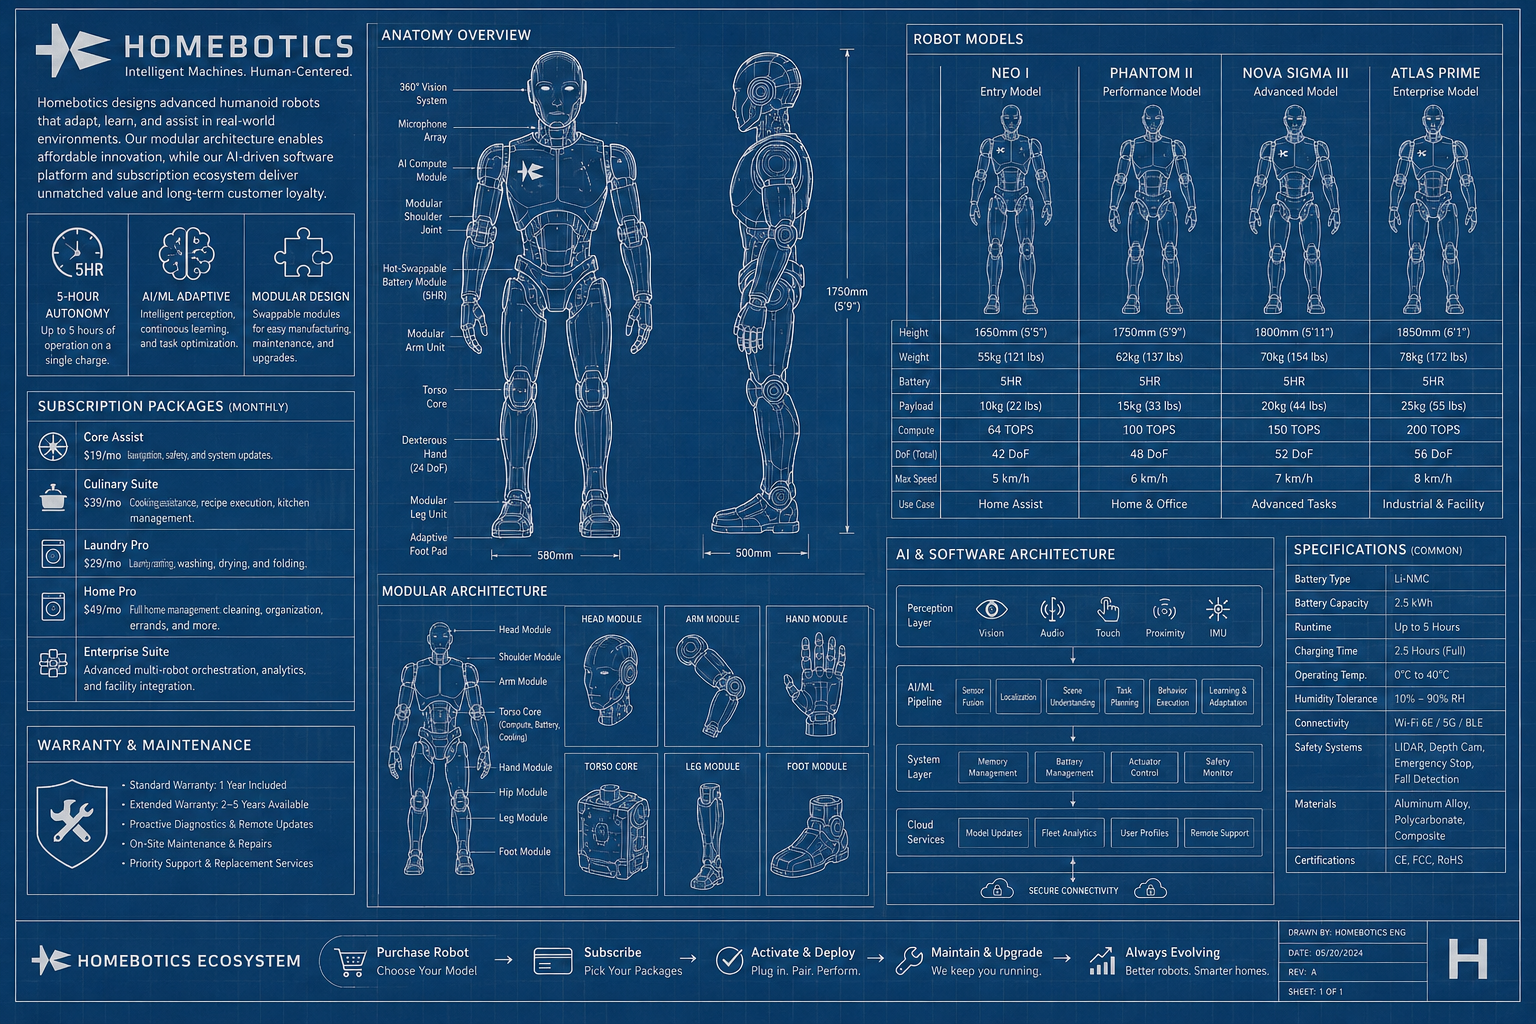 HOMEBOTICS
Intelligent Machines. Human-Centered.
Homebotics designs advanced humanoid robots
that adapt, learn, and assist in real-world
environments. Our modular architecture enables
affordable innovation, while our AI-driven software
platform and subscription ecosystem deliver
unmatched value and long-term customer loyalty.
5HR
5-HOUR
AUTONOMY
Up to 5 hours of
operation on a
single charge.
AI/ML ADAPTIVE
Intelligent perception,
continous learning,
and task optimization.
MODULAR DESIGN
Swappable modules
for easy manufacturing,
maintenance, and
upgrades.
SUBSCRIPTION PACKAGES (MONTHLY)
Core Assist
$19/mo safety, and system updates.
Culinary Suite
$39/mo recipe execution, kitchen
management.
Laundry Pro
$29/mo washing, drying, and folding.
Home Pro
$49/mo Full home management: cleaning, organization,
errands, and more.
Enterprise Suite
Advanced multi-robot orchestration, analytics,
and facility integration.
WARRANTY & MAINTENANCE
• Standard Warranty: 1 Year Included
• Extended Warranty: 2–5 Years Available
• Proactive Diagnostics & Remote Updates
• On-Site Maintenance & Repairs
• Priority Support & Replacement Services
ANATOMY OVERVIEW
360° Vision
System
Microphone
Array
AI Compute
Module
Modular
Shoulder
Joint
Hot-Swappable
Battery Module
(5HR)
Modular
Arm Unit
Torso
Core
Dexterous
Hand
(24 DoF)
Modular
Leg Unit
Adaptive
Foot Pad
580mm
500mm
1750mm
(5'9")
MODULAR ARCHITECTURE
Head Module
Shoulder Module
Arm Module
Torso Core
(Compute, Battery,
Cooling)
Hand Module
Hip Module
Leg Module
Foot Module
HEAD MODULE
ARM MODULE
HAND MODULE
TORSO CORE
LEG MODULE
FOOT MODULE
ROBOT MODELS
NEO I
Entry Model
PHANTOM II
Performance Model
NOVA SIGMA III
Advanced Model
ATLAS PRIME
Enterprise Model
Height 1650mm (5'5") 1750mm (5'9") 1800mm (5'11") 1850mm (6'1")
Weight 55kg (121 lbs) 62kg (137 lbs) 70kg (154 lbs) 78kg (172 lbs)
Battery 5HR 5HR 5HR 5HR
Payload 10kg (22 lbs) 15kg (33 lbs) 20kg (44 lbs) 25kg (55 lbs)
Compute 64 TOPS 100 TOPS 150 TOPS 200 TOPS
DoF (Total) 42 DoF 48 DoF 52 DoF 56 DoF
Max Speed 5 km/h 6 km/h 7 km/h 8 km/h
Use Case Home Assist Home & Office Advanced Tasks Industrial & Facility
AI & SOFTWARE ARCHITECTURE
Perception
Layer
Vision
Audio
Touch
Proximity
IMU
AI/ML
Pipeline
Sensor
Fusion
Localization
Scene
Understanding
Task
Planning
Behavior
Execution
Learning &
Adaptation
System
Layer
Memory
Management
Battery
Management
Actuator
Control
Safety
Monitor
Cloud
Services
Model Updates
Fleet Analytics
User Profiles
Remote Support
SECURE CONNECTIVITY
SPECIFICATIONS (COMMON)
Battery Type Li-NMC
Battery Capacity 2.5 kWh
Runtime Up to 5 Hours
Charging Time 2.5 Hours (Full)
Operating Temp. 0°C to 40°C
Humidity Tolerance 10% – 90% RH
Connectivity Wi-Fi 6E / 5G / BLE
Safety Systems LIDAR, Depth Cam,
Emergency Stop,
Fall Detection
Materials Aluminum Alloy,
Polycarbonate,
Composite
Certifications CE, FCC, RoHS
HOMEBOTICS ECOSYSTEM
Purchase Robot
Choose Your Model
Subscribe
Pick Your Packages
Activate & Deploy
Plug in. Pair. Perform.
Maintain & Upgrade
We keep you running.
Always Evolving
Better robots. Smarter homes.
DRAWN BY: HOMEBOTICS ENG
DATE: 05/20/2024
REV: A
SHEET: 1 OF 1
H